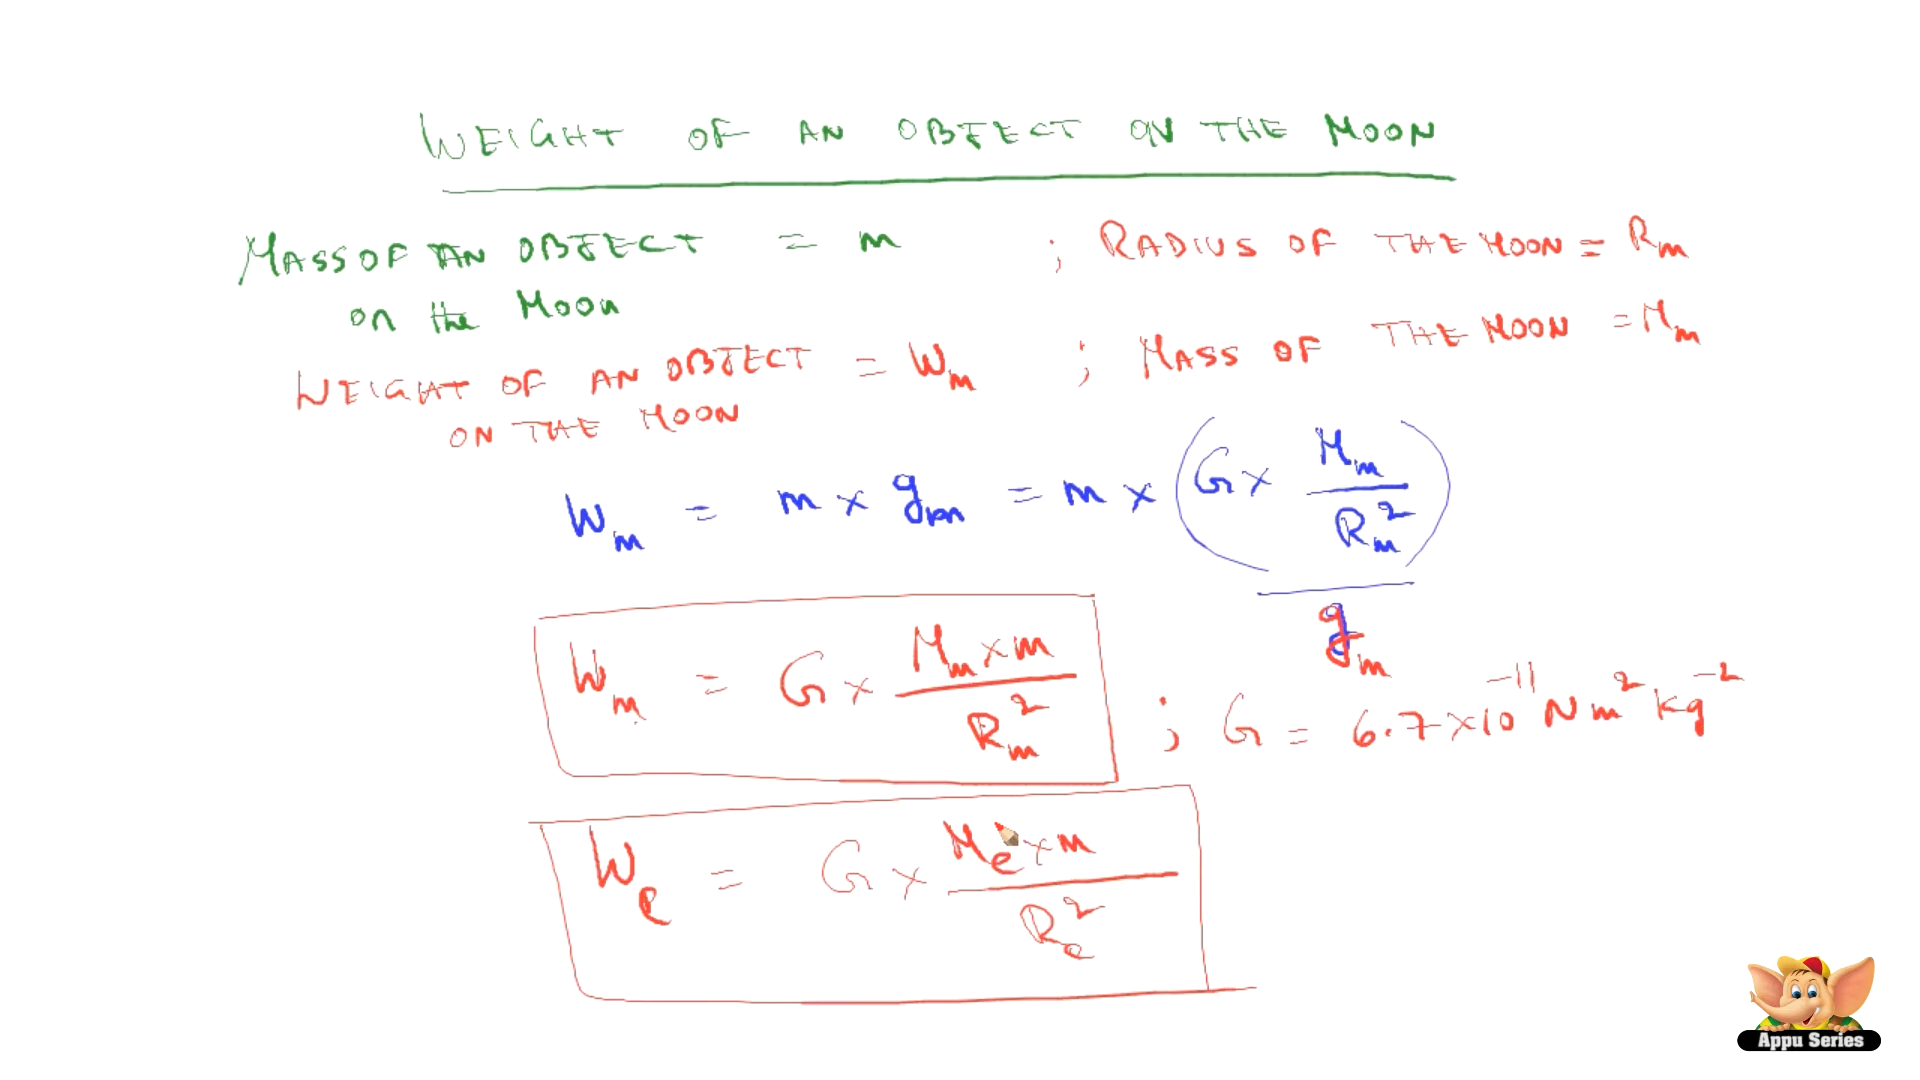 WEIGHT OF AN OBJECT ON THE MOON
MASS OF AN OBJECT = m ; RADIUS OF THE MOON = Rₘ
on the Moon
WEIGHT OF AN OBJECT = Wₘ ; MASS OF THE MOON = Mₘ
ON THE MOON
Wₘ = m × gₘ = m × (G × Mₘ / Rₘ²)
gₘ
Wₘ = G × Mₘ × m / Rₘ² ; G = 6.7 × 10⁻¹¹ N m² kg⁻²
Wₑ = G × Mₑ × m / Rₑ²
Appu Series